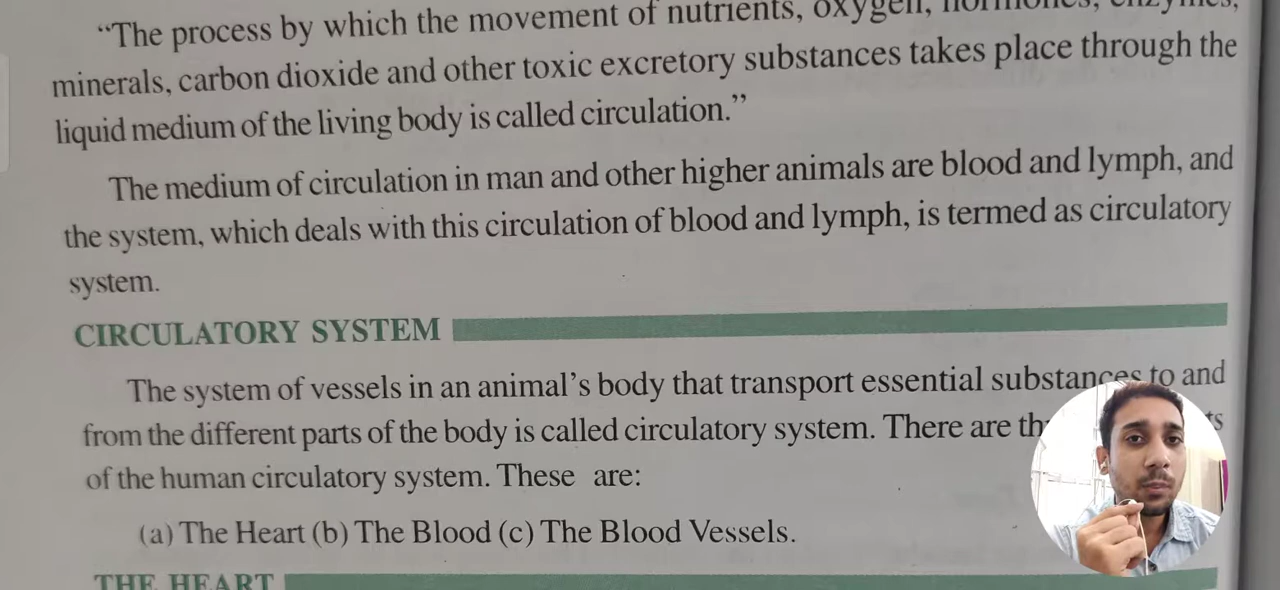 “The process by which the movement of nutrients, oxygen, hormones, enzymes,
minerals, carbon dioxide and other toxic excretory substances takes place through the
liquid medium of the living body is called circulation.”
The medium of circulation in man and other higher animals are blood and lymph, and
the system, which deals with this circulation of blood and lymph, is termed as circulatory
system.
CIRCULATORY SYSTEM
The system of vessels in an animal’s body that transport essential substances to and
from the different parts of the body is called circulatory system. There are
of the human circulatory system. These are:
(a) The Heart (b) The Blood (c) The Blood Vessels.
THE HEART